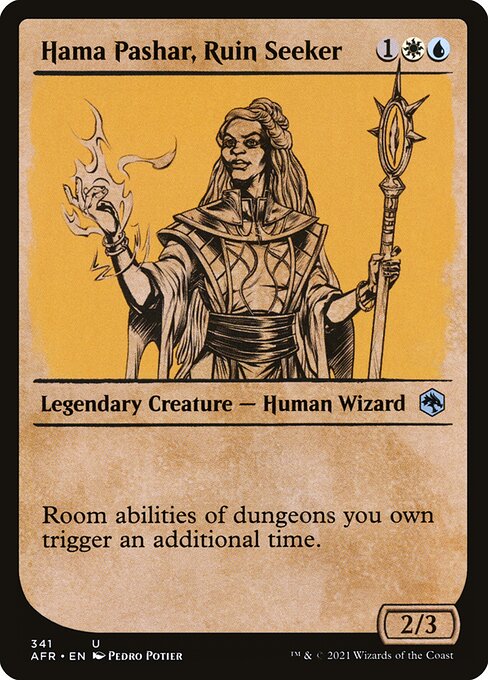 Hama Pashar, Ruin Seeker 1
Legendary Creature — Human Wizard
Room abilities of dungeons you own
trigger an additional time.
2/3
341 U
AFR • EN Pedro Potier ™ & © 2021 Wizards of the Coast